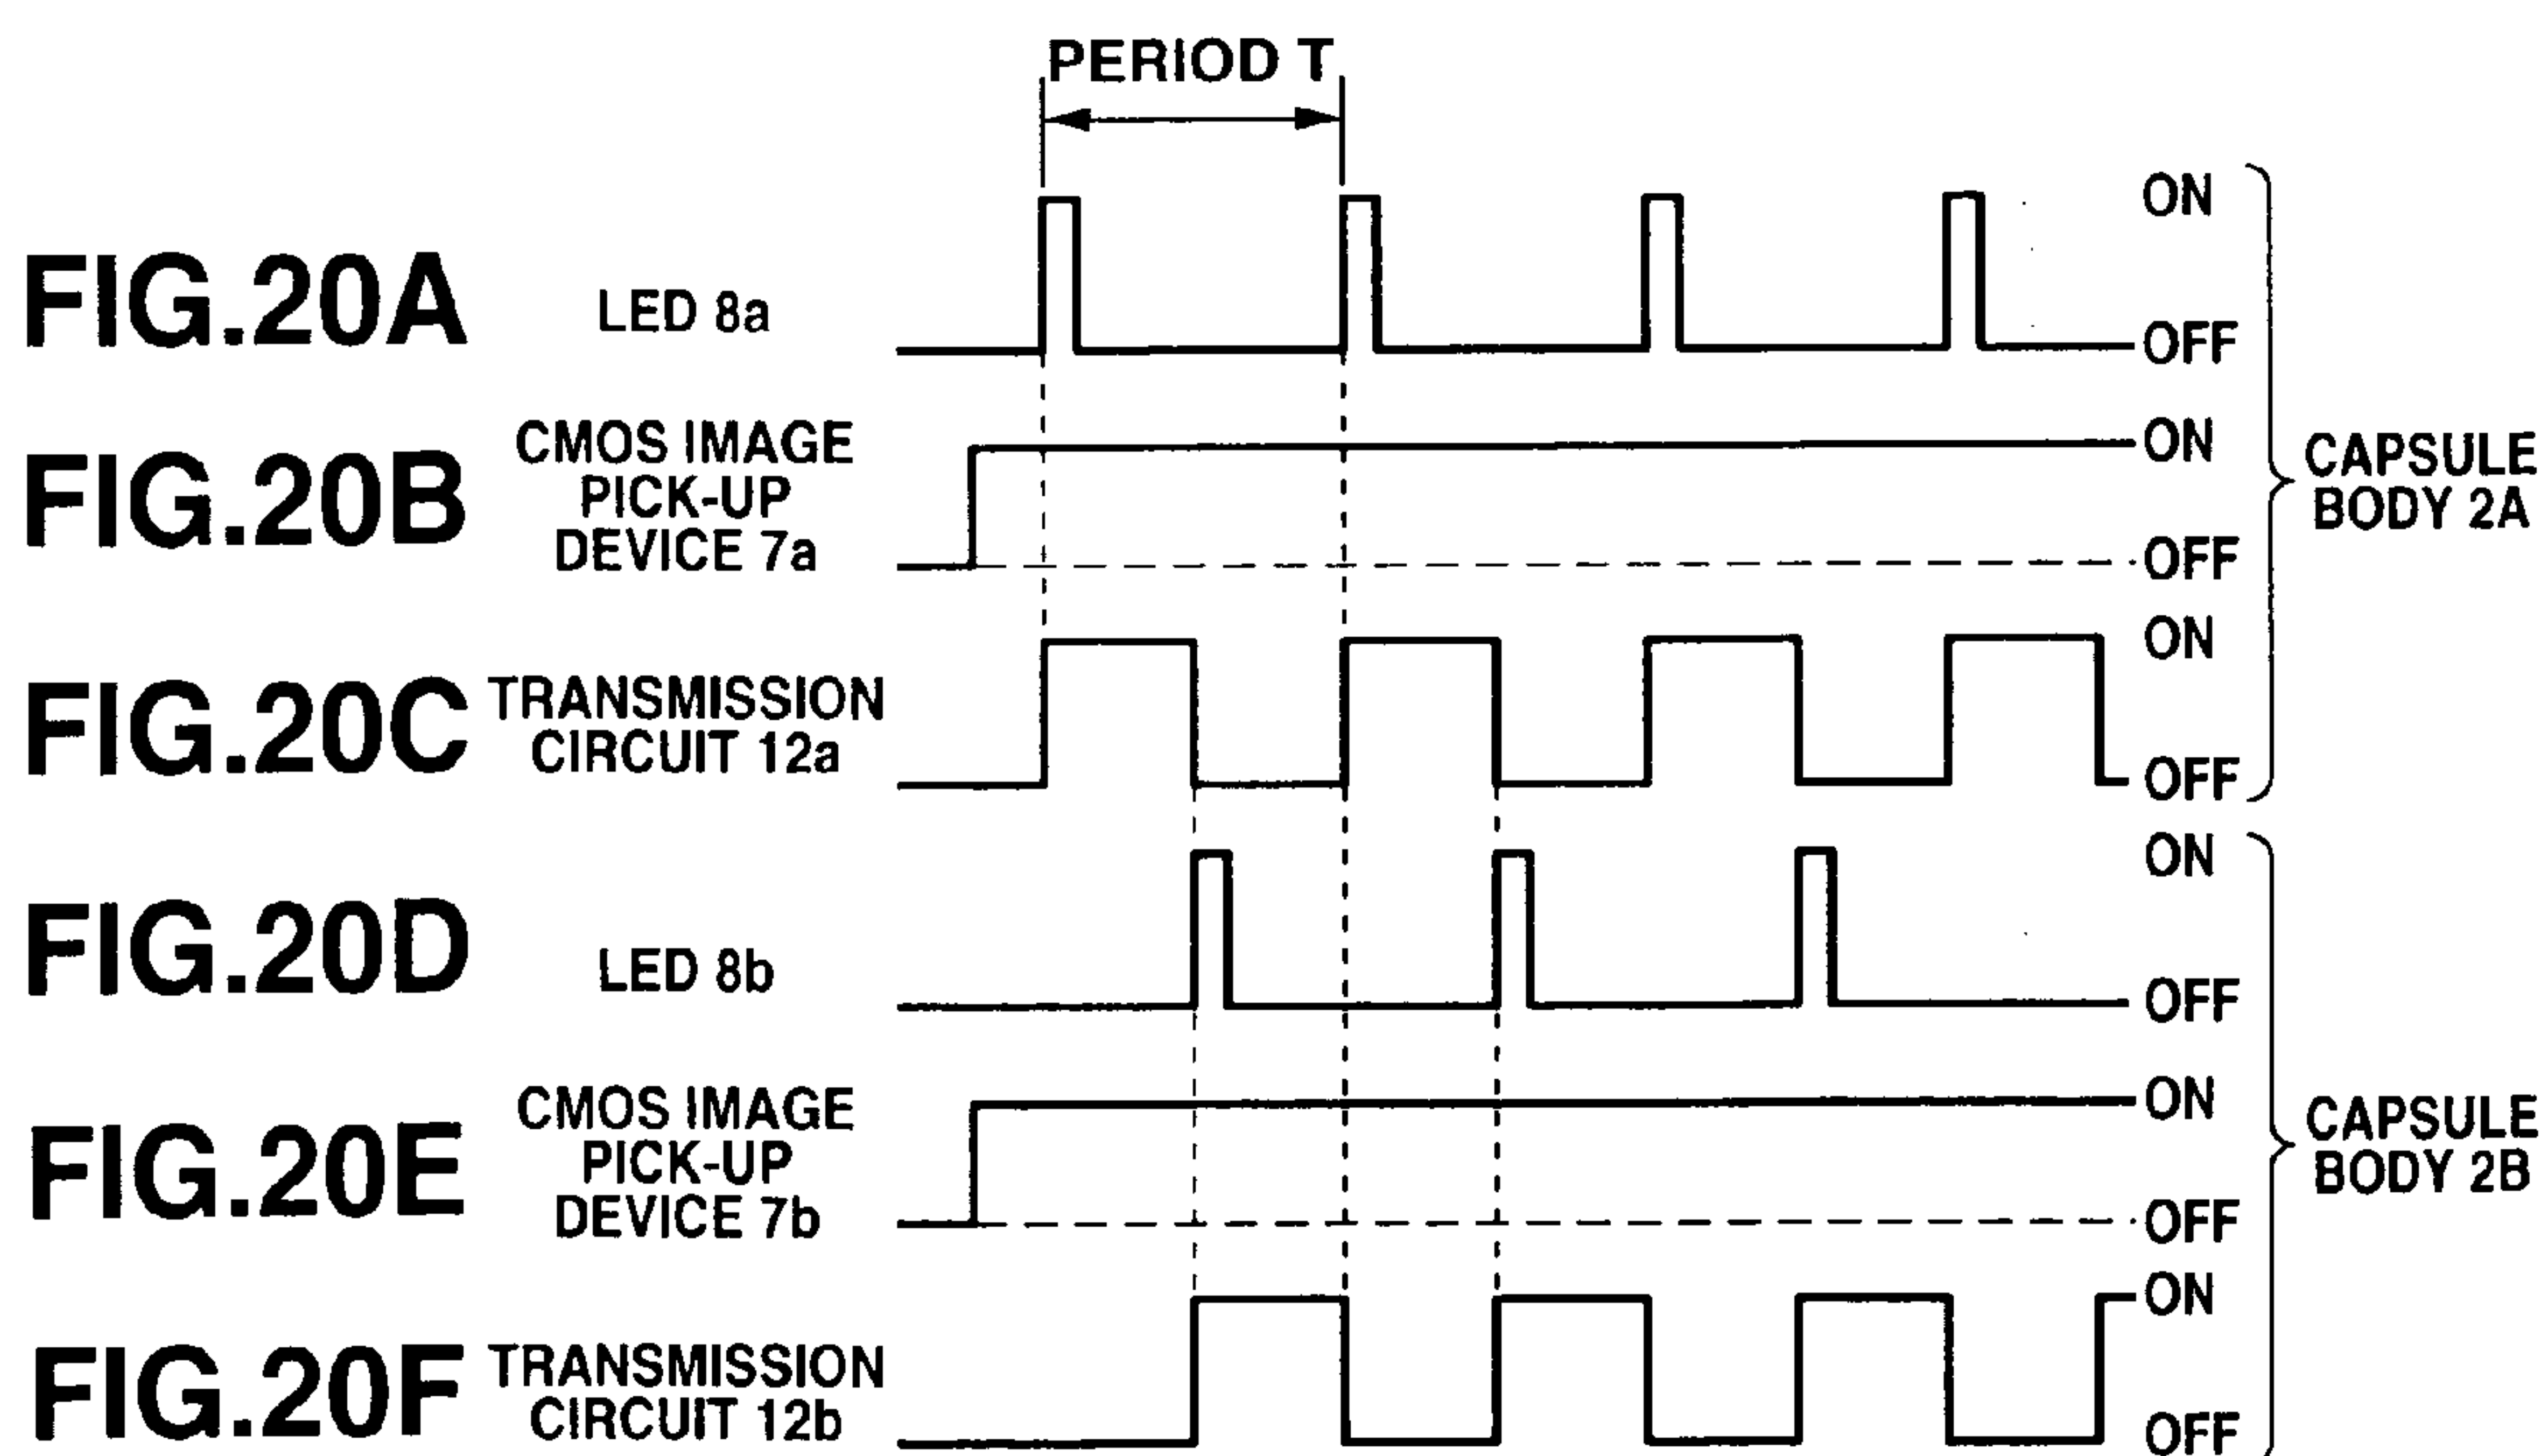 PERIOD T
FIG.20A
LED 8a
ON
OFF
FIG.20B
CMOS IMAGE
PICK-UP
DEVICE 7a
ON
OFF
CAPSULE
BODY 2A
FIG.20C
TRANSMISSION
CIRCUIT 12a
ON
OFF
FIG.20D
LED 8b
ON
OFF
FIG.20E
CMOS IMAGE
PICK-UP
DEVICE 7b
ON
OFF
CAPSULE
BODY 2B
FIG.20F
TRANSMISSION
CIRCUIT 12b
ON
OFF